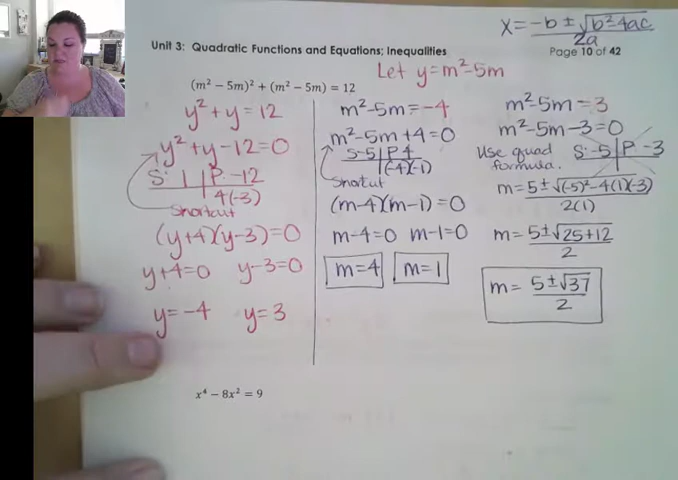 x = -b ± √b²-4ac / 2a
Unit 3: Quadratic Functions and Equations; Inequalities
Page 10 of 42
Let y = m² - 5m
(m² − 5m)² + (m² − 5m) = 12
y² + y = 12
y² + y - 12 = 0
S: 1 | P: -12
4(-3)
Shortcut
(y+4)(y-3) = 0
y+4=0 y-3=0
y = -4 y = 3
m² - 5m = -4
m² - 5m + 4 = 0
S -5 | P 4
(-4)(-1)
Shortcut
(m-4)(m-1) = 0
m-4=0 m-1=0
m=4 m=1
m² - 5m = 3
m² - 5m - 3 = 0
Use quad formula.
S: -5 | P -3
m = 5 ± √(-5)² - 4(1)(-3) / 2(1)
m = 5 ± √25+12 / 2
m = 5 ± √37 / 2
x⁴ − 8x² = 9